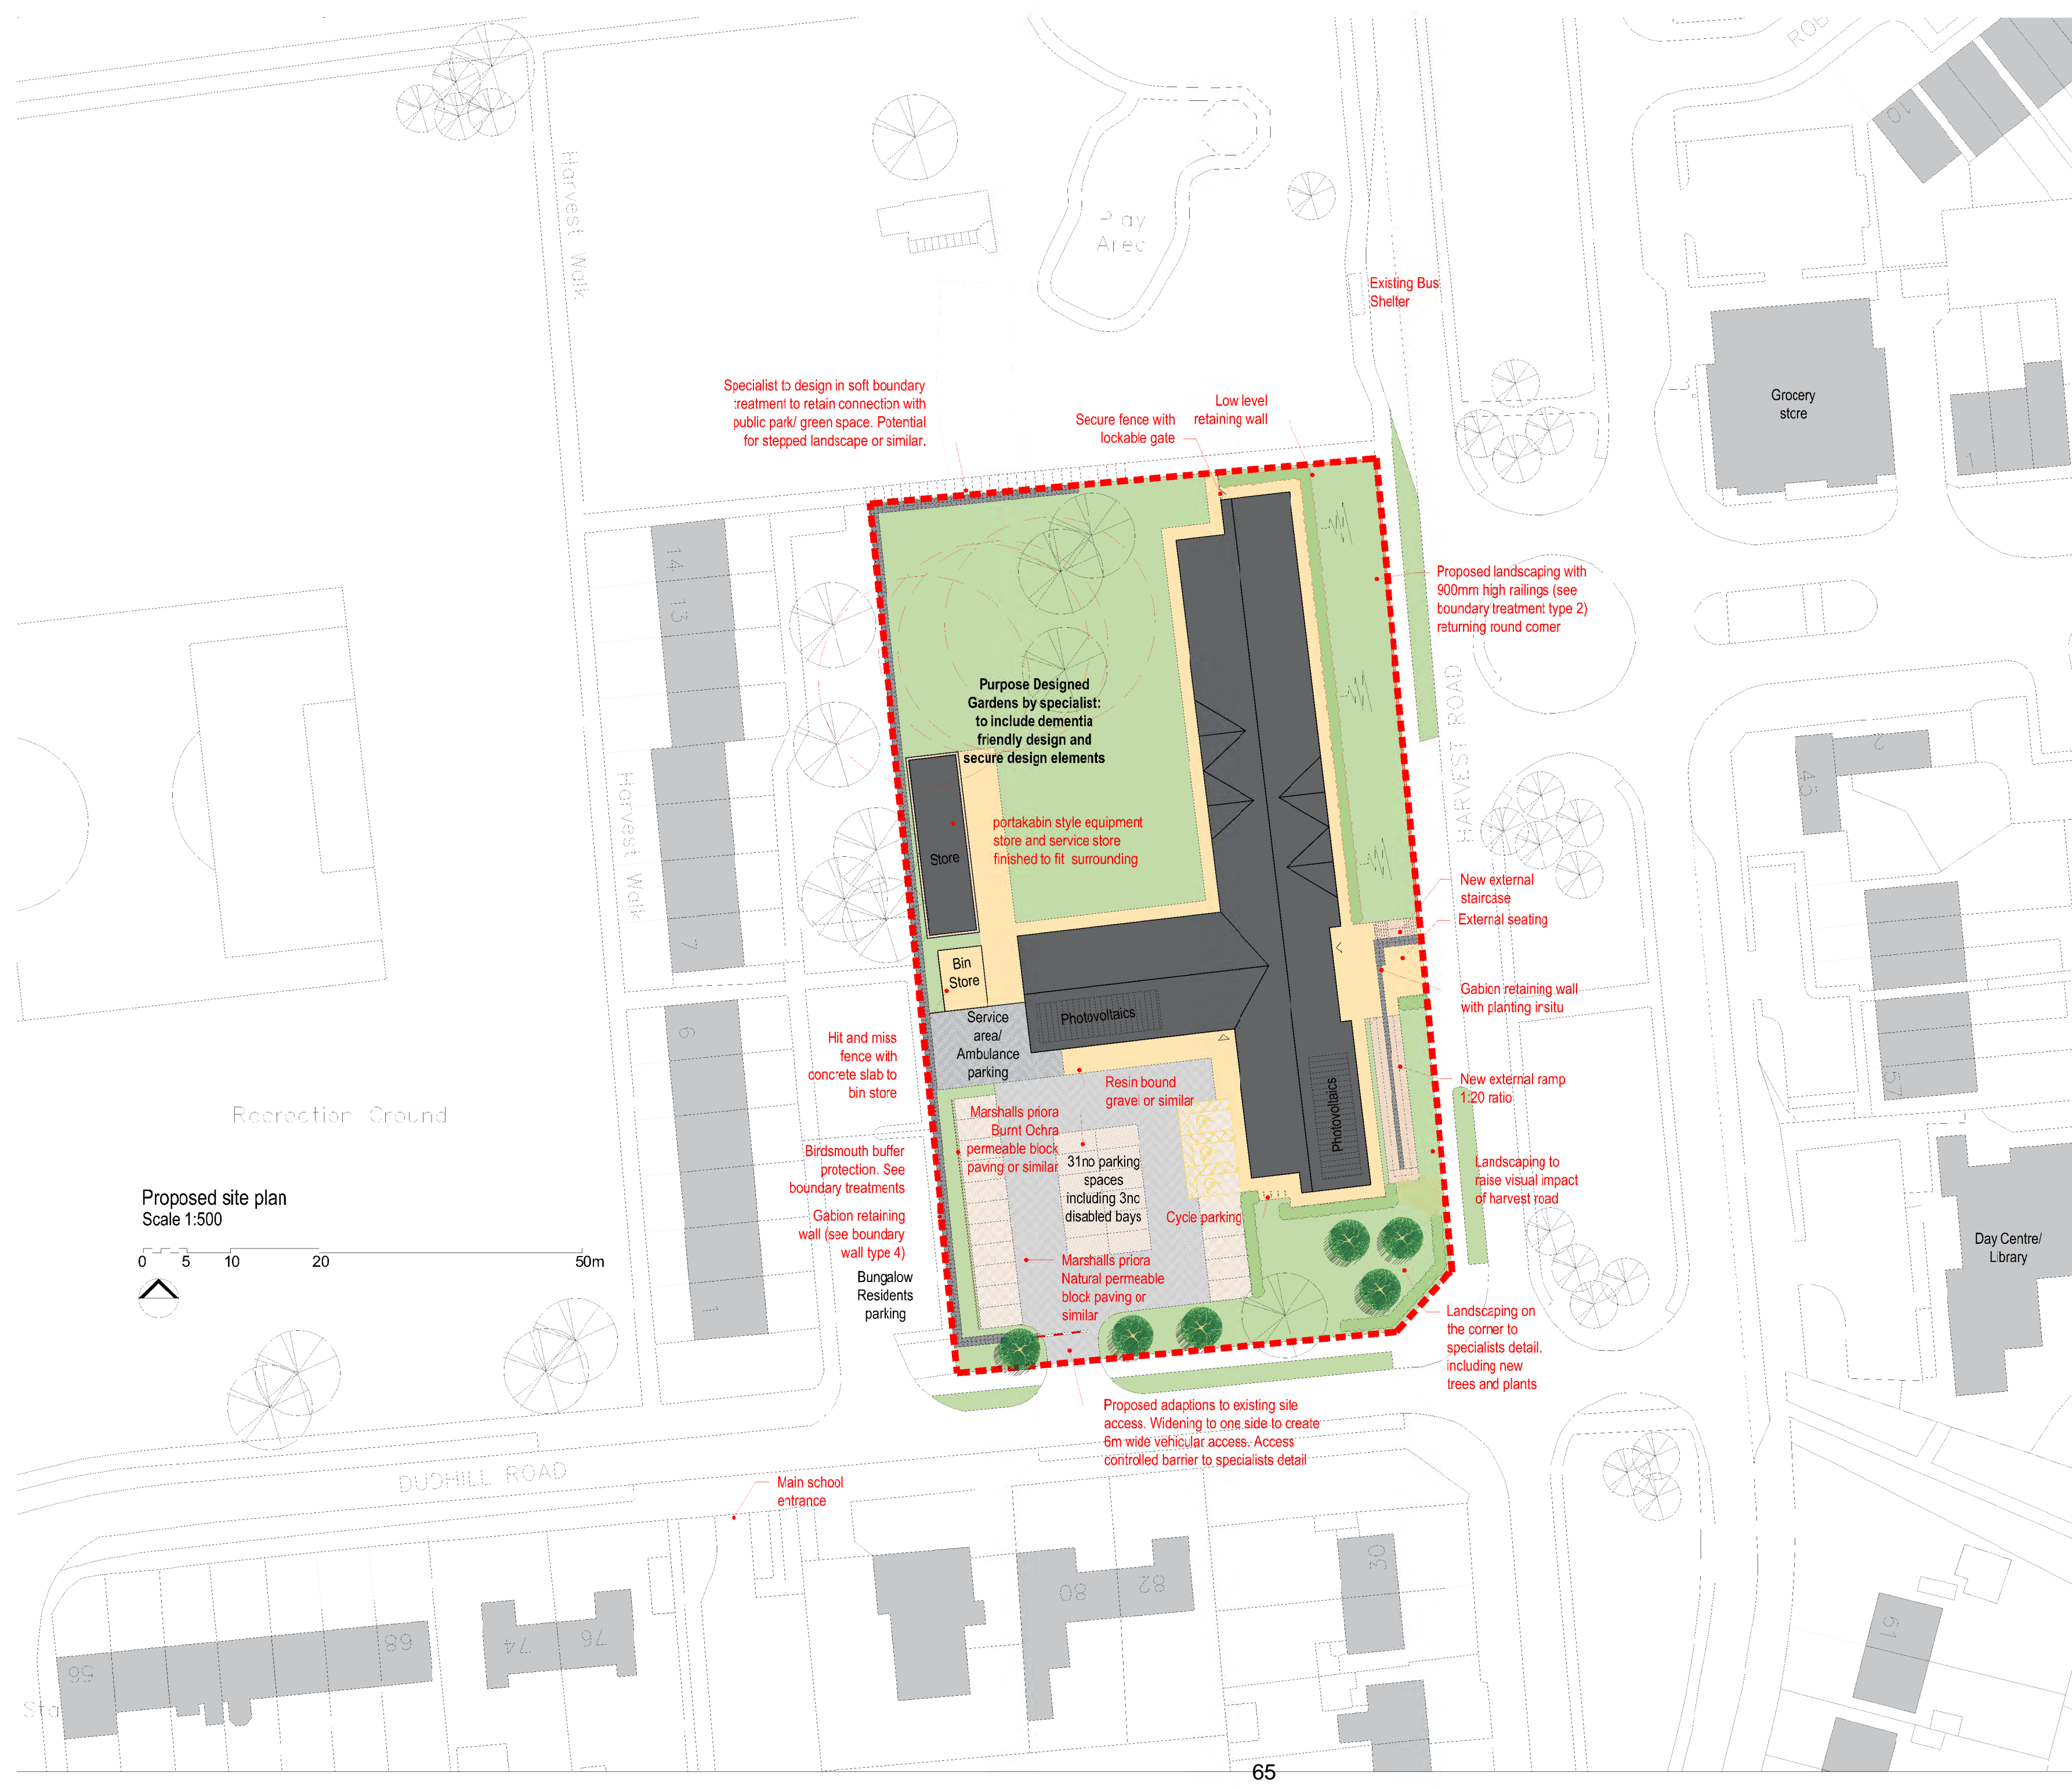 Harvest Walk
Existing Bus
Shelter
Specialist to design in soft boundary
treatment to retain connection with
public park/ green space. Potential
for stepped landscape or similar.
Secure fence with
lockable gate
Low level
retaining wall
Grocery
store
10
1
14
13
Proposed landscaping with
900mm high railings (see
boundary treatment type 2)
returning round corner
HARVEST ROAD
Purpose Designed
Gardens by specialist:
to include dementia
friendly design and
secure design elements
2
45
Harvest Walk
7
portakabin style equipment
store and service store
finished to fit surrounding
Store
New external
staircase
External seating
Bin
Store
Gabion retaining wall
with planting insitu
6
Service
area/
Ambulance
parking
Photovoltaics
Photovoltaics
Hit and miss
fence with
concrete slab to
bin store
New external ramp
1:20 ratio
57
Resin bound
gravel or similar
Marshalls priora
Burnt Ochra
permeable block
paving or similar
Recreation Ground
Birdsmouth buffer
protection. See
boundary treatments
31no parking
spaces
including 3no
disabled bays
Landscaping to
raise visual impact
of harvest road
Proposed site plan
Scale 1:500
0 5 10 20 50m
Gabion retaining
wall (see boundary
wall type 4)
Cycle parking
Day Centre/
Library
Marshalls priora
Natural permeable
block paving or
similar
Bungalow
Residents
parking
1
Landscaping on
the corner to
specialists detail.
including new
trees and plants
Proposed adaptions to existing site
access. Widening to one side to create
6m wide vehicular access. Access
controlled barrier to specialists detail
DUDHILL ROAD
Main school
entrance
56
68
74
76
80
82
30
61
65